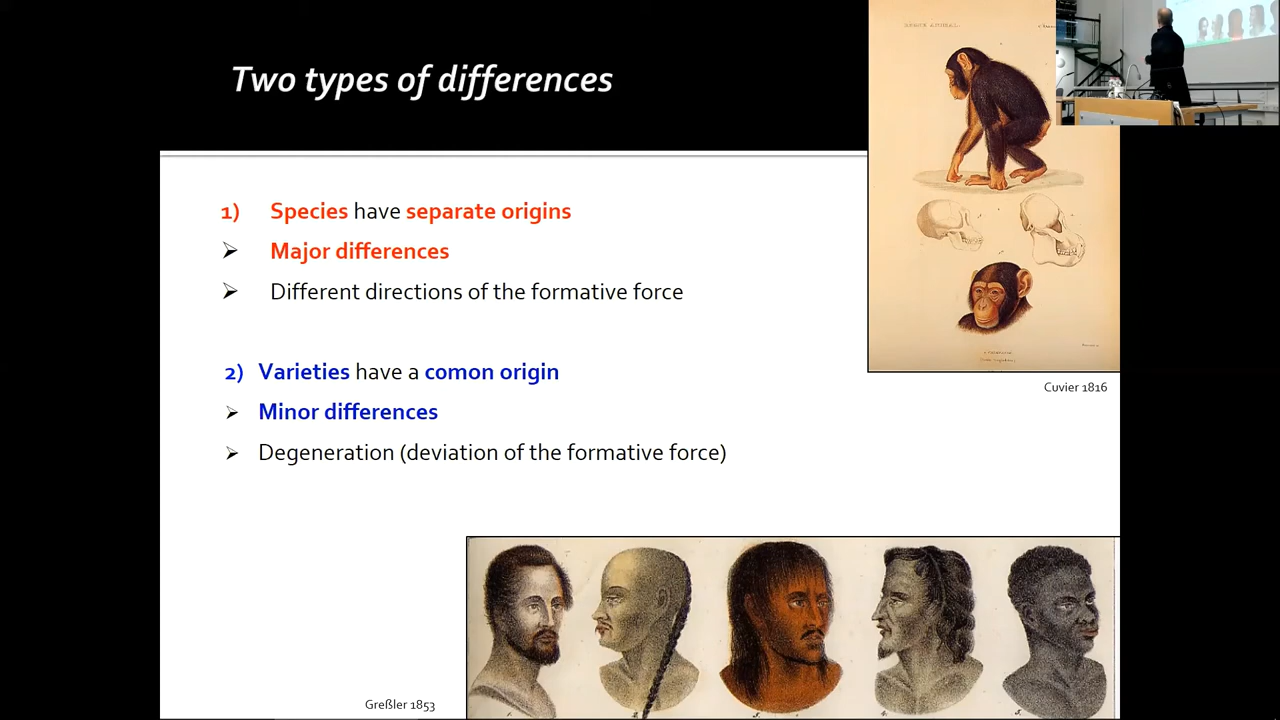 Two types of differences
1) Species have separate origins
Major differences
Different directions of the formative force
2) Varieties have a comon origin
Minor differences
Degeneration (deviation of the formative force)
Cuvier 1816
Greßler 1853